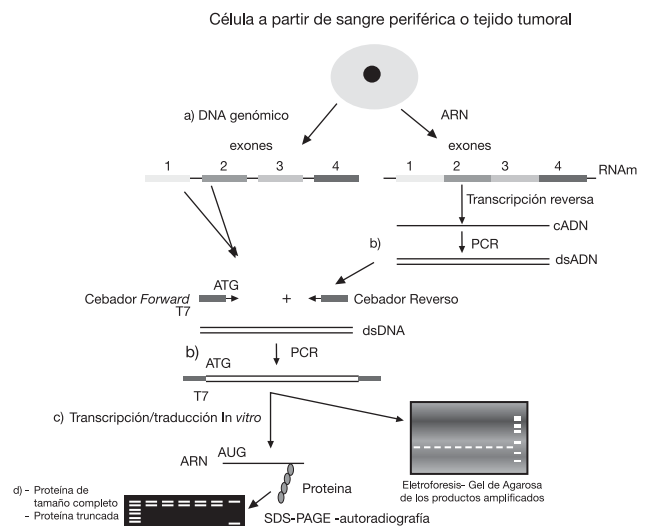 Célula a partir de sangre periférica o tejido tumoral
a) DNA genómico
ARN
exones
exones
1 2 3 4
1 2 3 4
RNAm
Transcripción reversa
cADN
b)
PCR
dsADN
ATG
Cebador Forward
+
Cebador Reverso
T7
dsDNA
b)
PCR
ATG
T7
c) Transcripción/traducción In vitro
AUG
ARN
Proteina
Eletroforesis- Gel de Agarosa
de los productos amplificados
d) - Proteína de
tamaño completo
- Proteína truncada
SDS-PAGE -autoradiografía